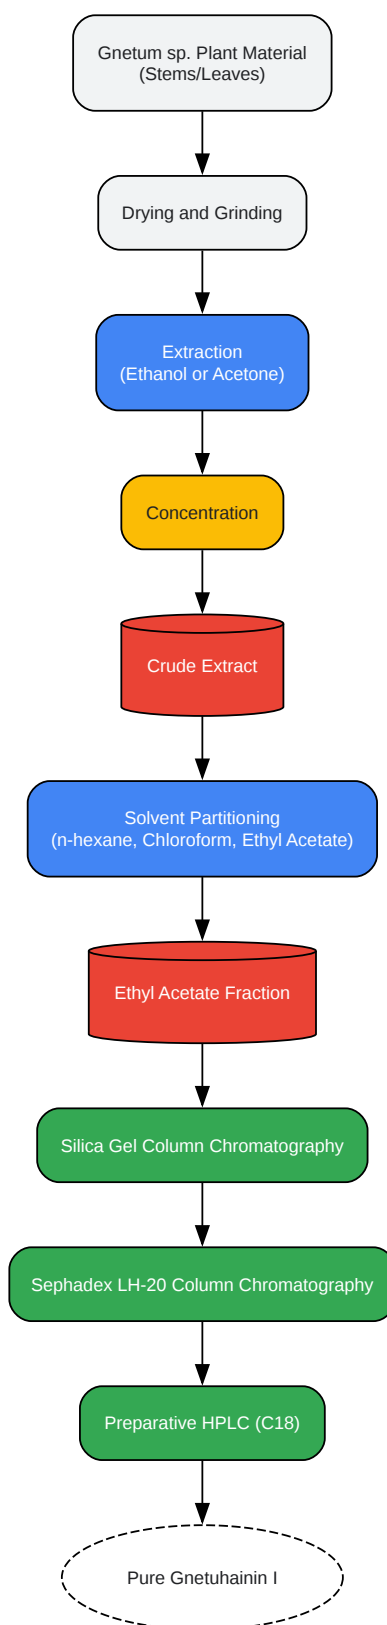 Gnetum sp. Plant Material
(Stems/Leaves)
Drying and Grinding
Extraction
(Ethanol or Acetone)
Concentration
Crude Extract
Solvent Partitioning
(n-hexane, Chloroform, Ethyl Acetate)
Ethyl Acetate Fraction
Silica Gel Column Chromatography
Sephadex LH-20 Column Chromatography
Preparative HPLC (C18)
Pure Gnetuhainin I